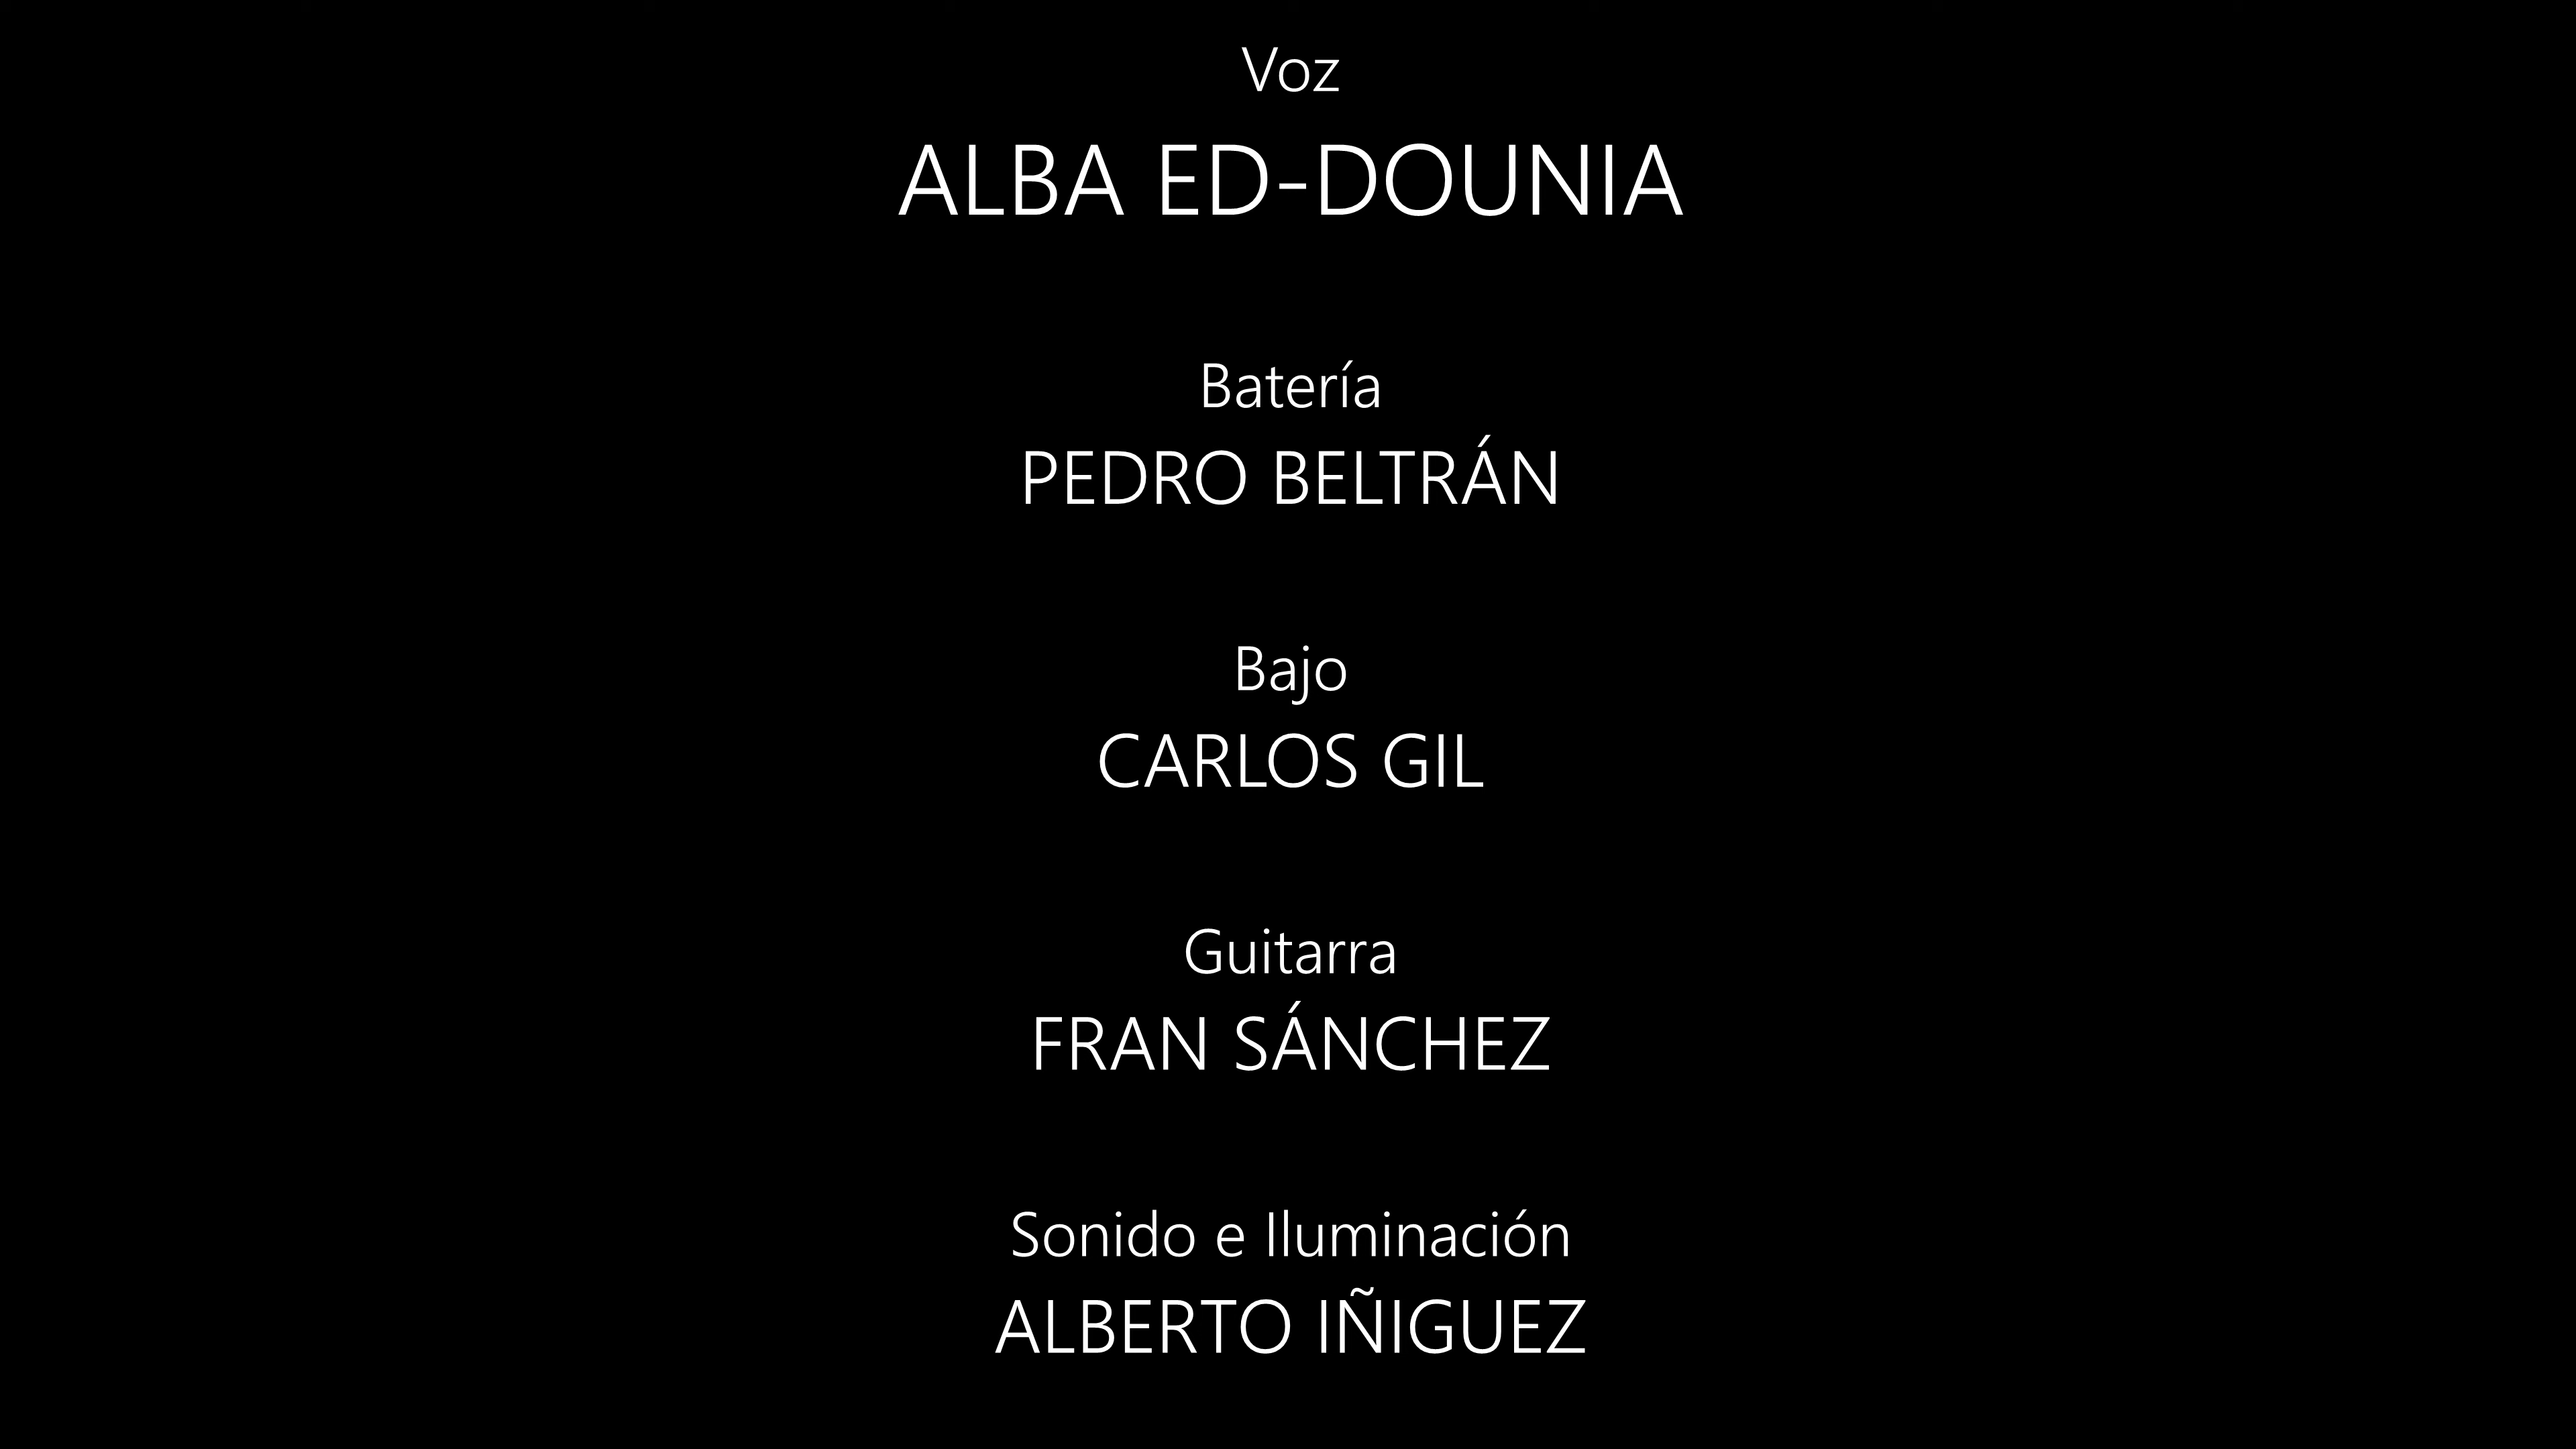 Voz
ALBA ED-DOUNIA
Batería
PEDRO BELTRÁN
Bajo
CARLOS GIL
Guitarra
FRAN SÁNCHEZ
Sonido e Iluminación
ALBERTO IÑIGUEZ